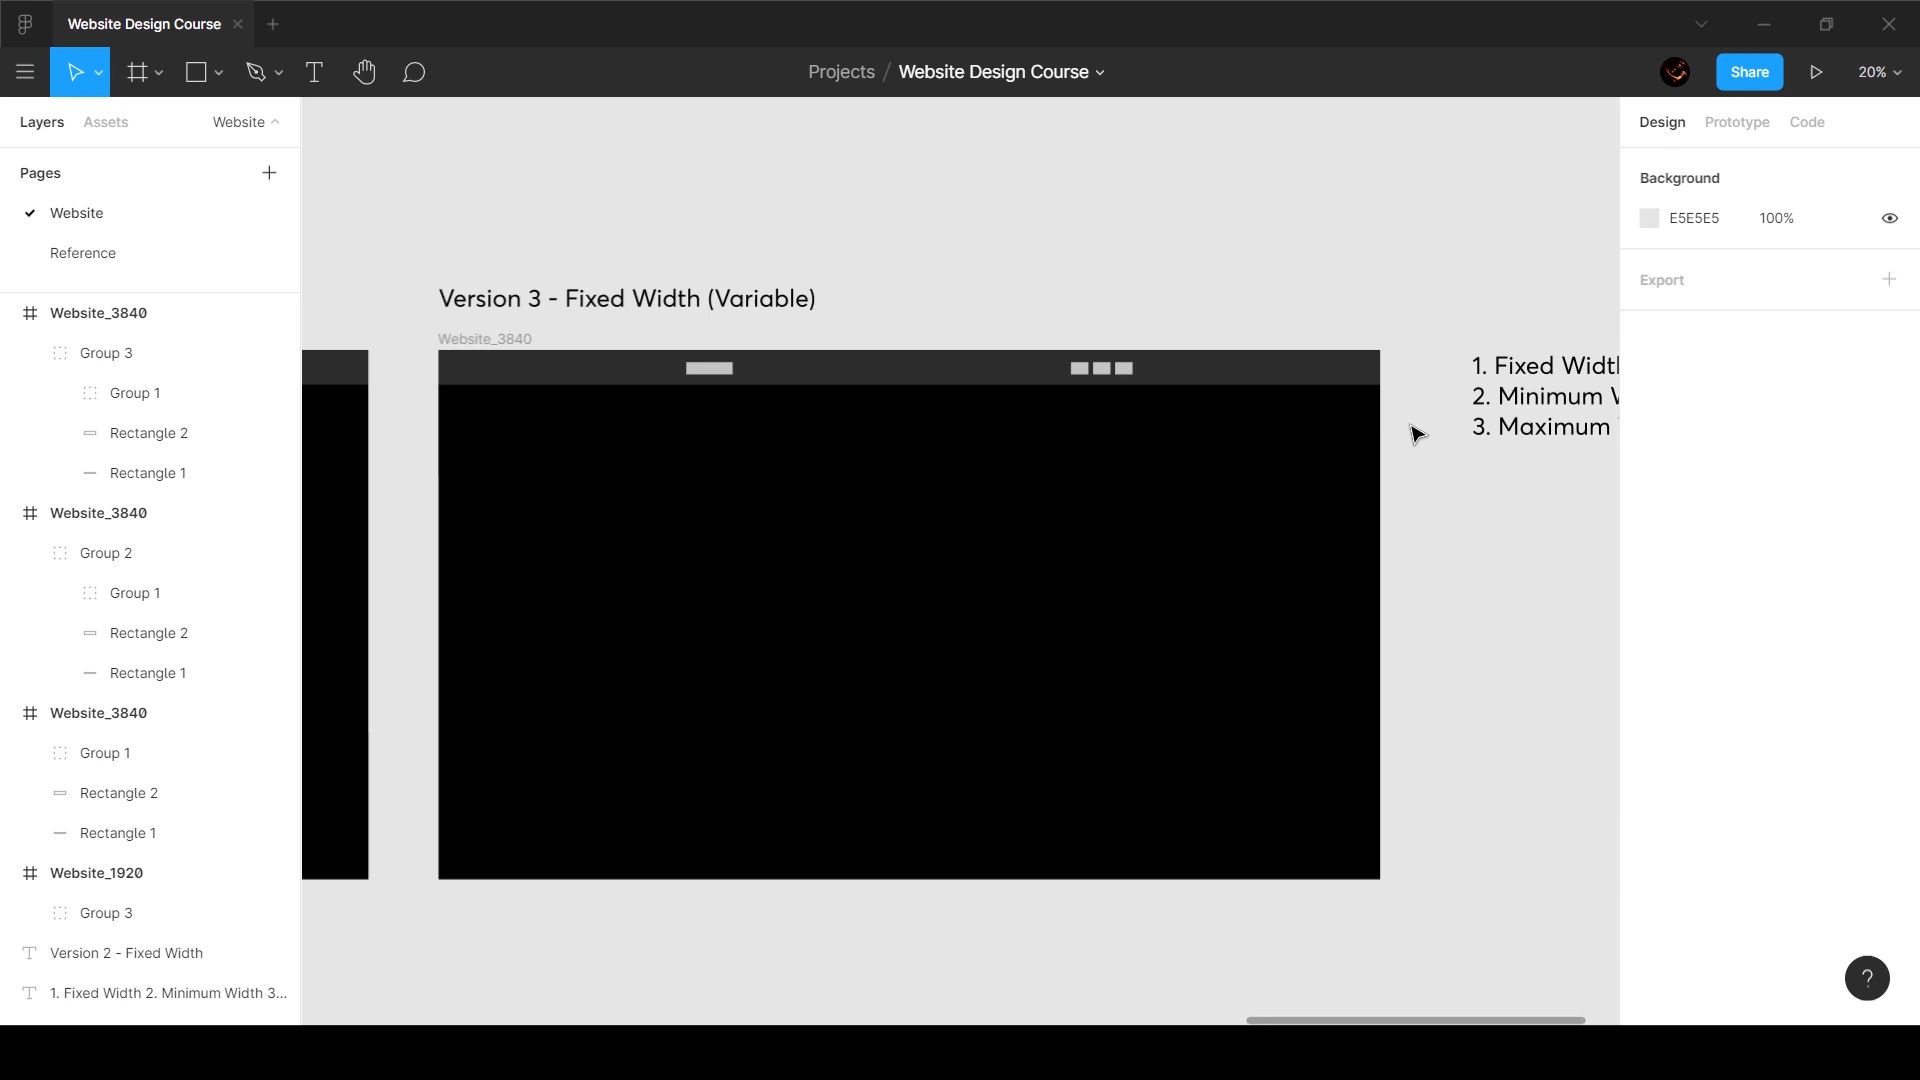 Website Design Course
Projects / Website Design Course
Share
20%
Layers
Assets
Website
Pages
Website
Reference
Website_3840
Group 3
Group 1
Rectangle 2
Rectangle 1
Website_3840
Group 2
Group 1
Rectangle 2
Rectangle 1
Website_3840
Group 1
Rectangle 2
Rectangle 1
Website_1920
Group 3
Version 2 - Fixed Width
1. Fixed Width 2. Minimum Width 3...
Version 3 - Fixed Width (Variable)
Website_3840
1. Fixed
2. Minimum
3. Maximum
Design
Prototype
Code
Background
E5E5E5
100%
Export
?